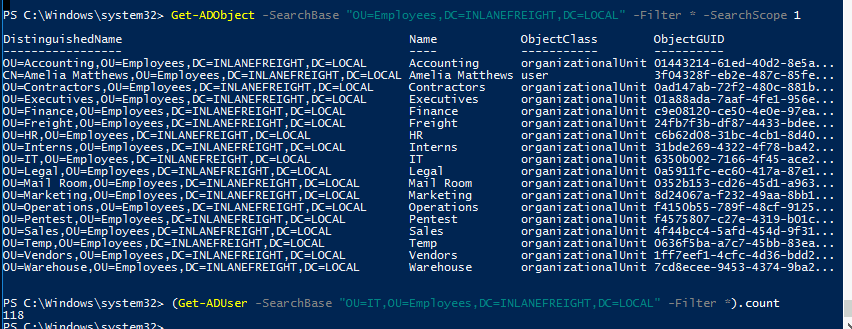 PS C:\Windows\system32> Get-ADObject -SearchBase "OU=Employees,DC=INLANEFREIGHT,DC=LOCAL" -Filter * -SearchScope 1
DistinguishedName Name ObjectClass ObjectGUID
----------------- ---- ----------- ----------
OU=Accounting,OU=Employees,DC=INLANEFREIGHT,DC=LOCAL Accounting organizationalUnit 01443214-61ed-40d2-8e5a...
CN=Amelia Matthews,OU=Employees,DC=INLANEFREIGHT,DC=LOCAL Amelia Matthews user 3f04328f-eb2e-487c-85fe...
OU=Contractors,OU=Employees,DC=INLANEFREIGHT,DC=LOCAL Contractors organizationalUnit 0ad147ab-72f2-480c-881b...
OU=Executives,OU=Employees,DC=INLANEFREIGHT,DC=LOCAL Executives organizationalUnit 01a88ada-7aaf-4fe1-956e...
OU=Finance,OU=Employees,DC=INLANEFREIGHT,DC=LOCAL Finance organizationalUnit c9e08120-ce50-4e0e-97ea...
OU=Freight,OU=Employees,DC=INLANEFREIGHT,DC=LOCAL Freight organizationalUnit 24fb7f3b-df87-4433-bdee...
OU=HR,OU=Employees,DC=INLANEFREIGHT,DC=LOCAL HR organizationalUnit c6b62d08-31bc-4cb1-8d40...
OU=Interns,OU=Employees,DC=INLANEFREIGHT,DC=LOCAL Interns organizationalUnit 31bde269-4322-4f78-ba42...
OU=IT,OU=Employees,DC=INLANEFREIGHT,DC=LOCAL IT organizationalUnit 6350b002-7166-4f45-ace2...
OU=Legal,OU=Employees,DC=INLANEFREIGHT,DC=LOCAL Legal organizationalUnit 0a5911fc-ec60-417a-87e1...
OU=Mail Room,OU=Employees,DC=INLANEFREIGHT,DC=LOCAL Mail Room organizationalUnit 0352b153-cd26-45d1-a963...
OU=Marketing,OU=Employees,DC=INLANEFREIGHT,DC=LOCAL Marketing organizationalUnit 8d24067a-f232-49aa-8bb1...
OU=Operations,OU=Employees,DC=INLANEFREIGHT,DC=LOCAL Operations organizationalUnit f4150b55-789f-48cf-9125...
OU=Pentest,OU=Employees,DC=INLANEFREIGHT,DC=LOCAL Pentest organizationalUnit f4575807-c27e-4319-b01c...
OU=Sales,OU=Employees,DC=INLANEFREIGHT,DC=LOCAL Sales organizationalUnit 4f44bcc4-5afd-454d-9f31...
OU=Temp,OU=Employees,DC=INLANEFREIGHT,DC=LOCAL Temp organizationalUnit 0636f5ba-a7c7-45bb-83ea...
OU=Vendors,OU=Employees,DC=INLANEFREIGHT,DC=LOCAL Vendors organizationalUnit 1ff7eef1-4cfc-4d36-bdd2...
OU=Warehouse,OU=Employees,DC=INLANEFREIGHT,DC=LOCAL Warehouse organizationalUnit 7cd8ecee-9453-4374-9ba2...
PS C:\Windows\system32> (Get-ADUser -SearchBase "OU=IT,OU=Employees,DC=INLANEFREIGHT,DC=LOCAL" -Filter *).count
118
PS C:\Windows\system32>